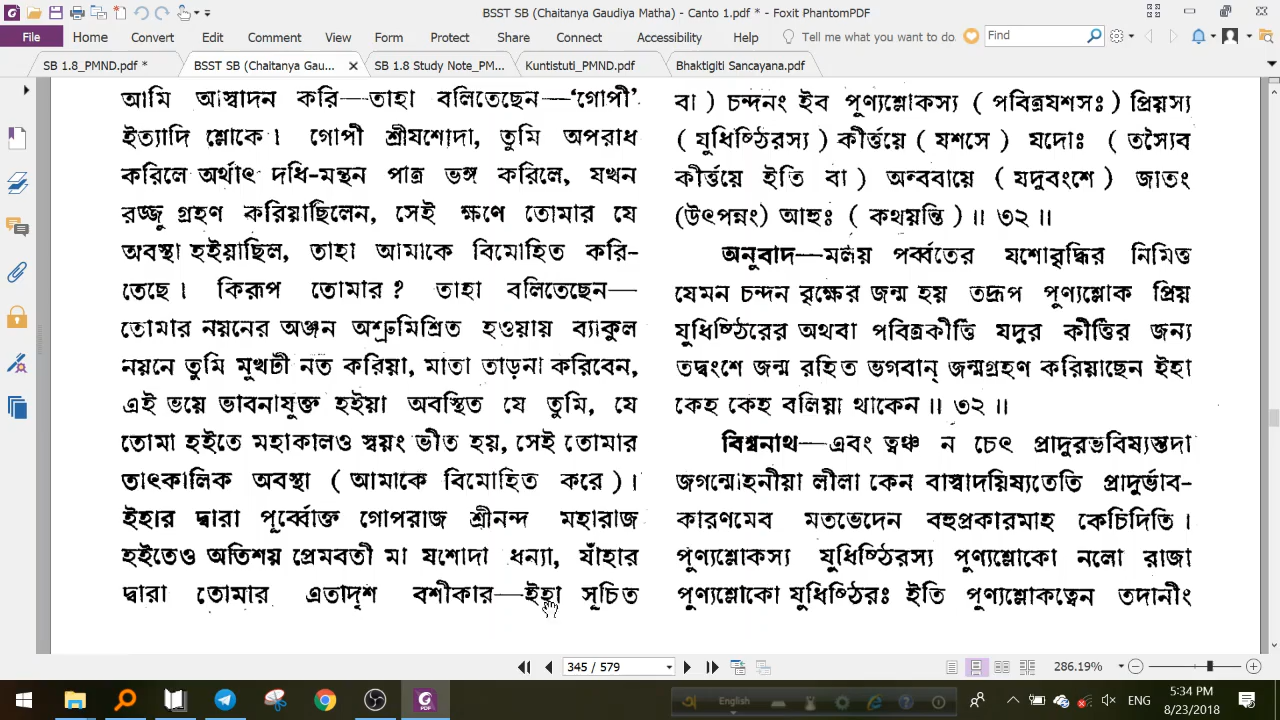 BSST SB (Chaitanya Gaudiya Matha) - Canto 1.pdf * - Foxit PhantomPDF
File Home Convert Edit Comment View Form Protect Share Connect Accessibility Help Tell me what you want to do. Find
SB 1.8_PMND.pdf * BSST SB (Chaitanya Gau... SB 1.8 Study Note_PM... Kuntistuti_PMND.pdf Bhaktigiti Sancayana.pdf
আমি আস্বাদন করি—তাহা বলিতেছেন—‘গোপী’
ইত্যাদি শ্লোকে। গোপী শ্রীযশোদা, তুমি অপরাধ
করিলে অর্থাৎ দধি-মন্থন পাত্র ভঙ্গ করিলে, যখন
রজ্জু গ্রহণ করিয়াছিলেন, সেই ক্ষণে তোমার যে
অবস্থা হইয়াছিল, তাহা আমাকে বিমোহিত করি-
তেছে। কিরূপ তোমার? তাহা বলিতেছেন—
তোমার নয়নের অঞ্জন অশ্রুমিশ্রিত হওয়ায় ব্যাকুল
নয়নে তুমি মুখটী নত করিয়া, মাতা তাড়না করিবেন,
এই ভয়ে ভাবনাযুক্ত হইয়া অবস্থিত যে তুমি, যে
তোমা হইতে মহাকালও স্বয়ং ভীত হয়, সেই তোমার
তাৎকালিক অবস্থা (আমাকে বিমোহিত করে)।
ইহার দ্বারা পূর্ব্বোক্ত গোপরাজ শ্রীনন্দ মহারাজ
হইতেও অতিশয় প্রেমবতী মা যশোদা ধন্যা, যাঁহার
দ্বারা তোমার এতাদৃশ বশীকার—ইহা সূচিত
বা) চন্দনং ইব পুণ্যশ্লোকস্য (পবিত্রযশসঃ) প্রিয়স্য
(যুধিষ্ঠিরস্য) কীর্ত্তয়ে (যশসে) যদোঃ (তস্যৈব
কীর্ত্তয়ে ইতি বা) অন্ববায়ে (যদুবংশে) জাতং
(উৎপন্নং) আহুঃ (কথয়ন্তি)॥ ৩২॥
অনুবাদ—মলয় পর্ব্বতের যশোবৃদ্ধির নিমিত্ত
যেমন চন্দন বৃক্ষের জন্ম হয় তদ্রূপ পুণ্যশ্লোক প্রিয়
যুধিষ্ঠিরের অথবা পবিত্রকীর্ত্তি যদুর কীর্ত্তির জন্য
তদ্বংশে জন্ম রহিত ভগবান্ জন্মগ্রহণ করিয়াছেন ইহা
কেহ কেহ বলিয়া থাকেন॥ ৩২॥
বিশ্বনাথ—এবং ত্বঞ্চ ন চেৎ প্রাদুরভবিষ্যস্তদা
জগন্মোহনীয়া লীলা কেন বাস্বাদয়িষ্যতেতি প্রাদুর্ভাব-
কারণমেব মতভেদেন বহুপ্রকারমাহ কেচিদিতি।
পুণ্যশ্লোকস্য যুধিষ্ঠিরস্য পুণ্যশ্লোকো নলো রাজা
পুণ্যশ্লোকো যুধিষ্ঠিরঃ ইতি পুণ্যশ্লোকত্বেন তদানীং
345 / 579 286.19%
English ENG 5:34 PM
8/23/2018